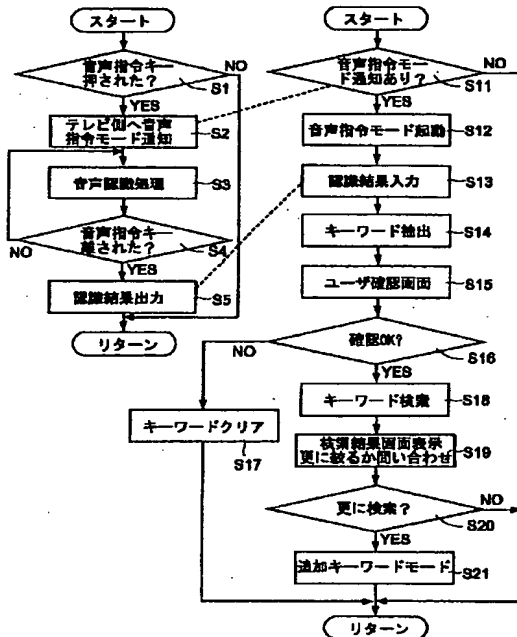 スタート
音声指令キー
押された?
NO
S1
YES
テレビ側へ音声
指令モード通知
S2
音声認識処理
S3
音声指令キー
離された?
S4
NO
YES
認識結果出力
S5
リターン
スタート
音声指令モー
ド通知あり?
NO
S11
YES
音声指令モード起動
S12
認識結果入力
S13
キーワード抽出
S14
ユーザ確認画面
S15
確認OK?
NO
S16
YES
キーワードクリア
S17
キーワード検索
S18
検索結果画面表示
更に絞るか問い合わせ
S19
更に検索?
NO
S20
YES
追加キーワードモード
S21
リターン